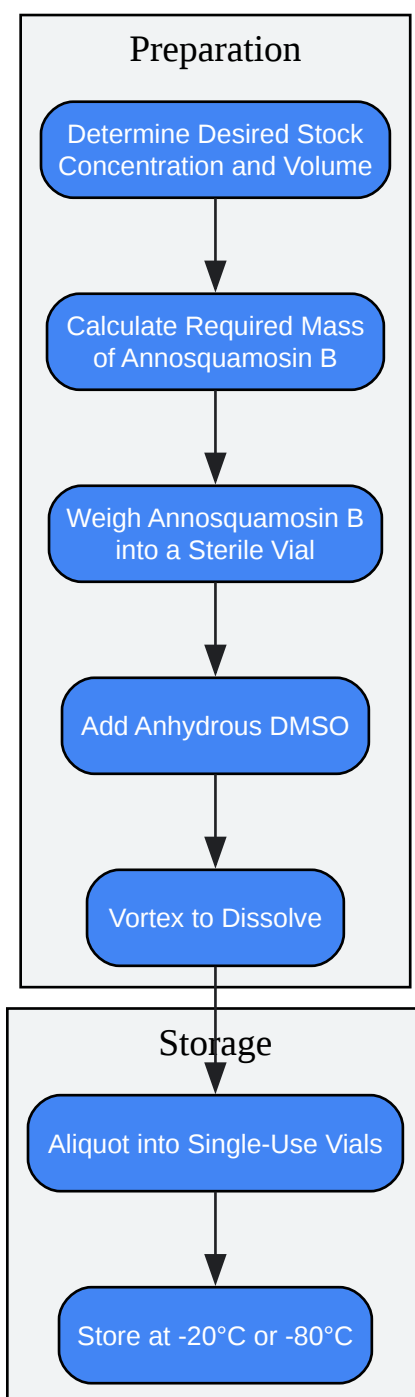 Preparation
Determine Desired Stock
Concentration and Volume
Calculate Required Mass
of Annosquamosin B
Weigh Annosquamosin B
into a Sterile Vial
Add Anhydrous DMSO
Vortex to Dissolve
Storage
Aliquot into Single-Use Vials
Store at -20°C or -80°C